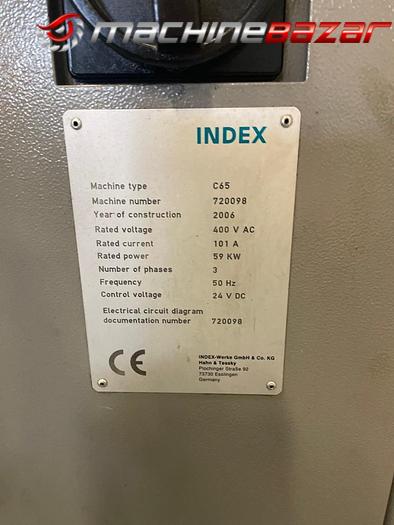 machinebazar
INDEX
Machine type C65
Machine number 720098
Year of construction 2006
Rated voltage 400 V AC
Rated current 101 A
Rated power 59 KW
Number of phases 3
Frequency 50 Hz
Control voltage 24 V DC
Electrical circuit diagram
documentation number 720098
CE
INDEX-Werke GmbH & Co. KG
Hahn & Tessky
Plochinger Straße 92
73730 Esslingen
Germany